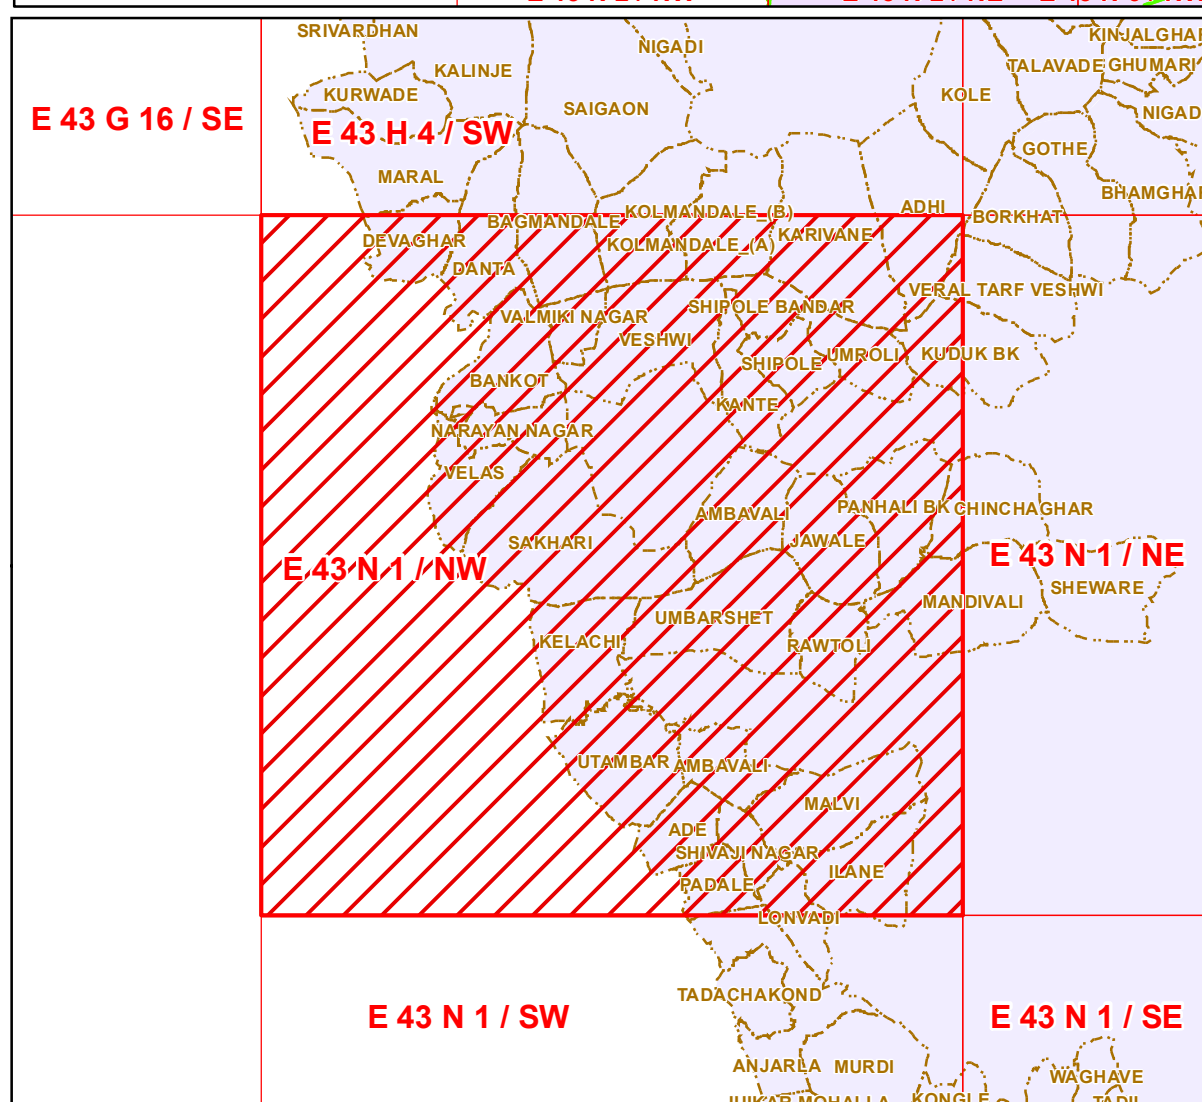 SRIVARDHAN
NIGADI
KINJALGHAR
KALINJE
TALAVADE
GHUMARI
KURWADE
SAIGAON
KOLE
NIGAD
E 43 G 16 / SE
E 43 H 4 / SW
GOTHE
MARAL
BHAMGHAR
BAGMANDALE
KOLMANDALE_(B)
ADHI
BORKHAT
DEVAGHAR
KOLMANDALE_(A)
KARIVANE
DANTA
VERAL TARF VESHWI
VALMIKI NAGAR
SHIPOLE BANDAR
VESHWI
SHIPOLE
UMROLI
KUDUK BK
BANKOT
KANTE
NARAYAN NAGAR
VELAS
AMBAVALI
PANHALI BK
CHINCHAGHAR
SAKHARI
JAWALE
E 43 N 1 / NW
E 43 N 1 / NE
SHEWARE
MANDIVALI
UMBARSHET
KELACHI
RAWTOLI
UTAMBAR
AMBAVALI
MALVI
ADE
SHIVAJI NAGAR
ILANE
PADALE
LONVADI
TADACHAKOND
E 43 N 1 / SW
E 43 N 1 / SE
ANJARLA
MURDI
WAGHAVE
KONGLE